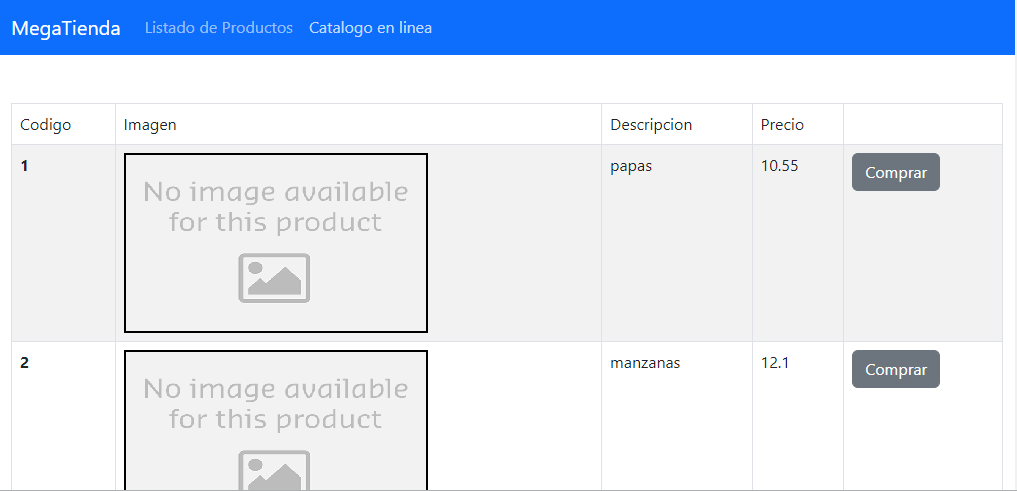 MegaTienda Listado de Productos Catalogo en linea
Codigo Imagen Descripcion Precio
1 papas 10.55 Comprar
No image available
for this product
2 manzanas 12.1 Comprar
No image available
for this product